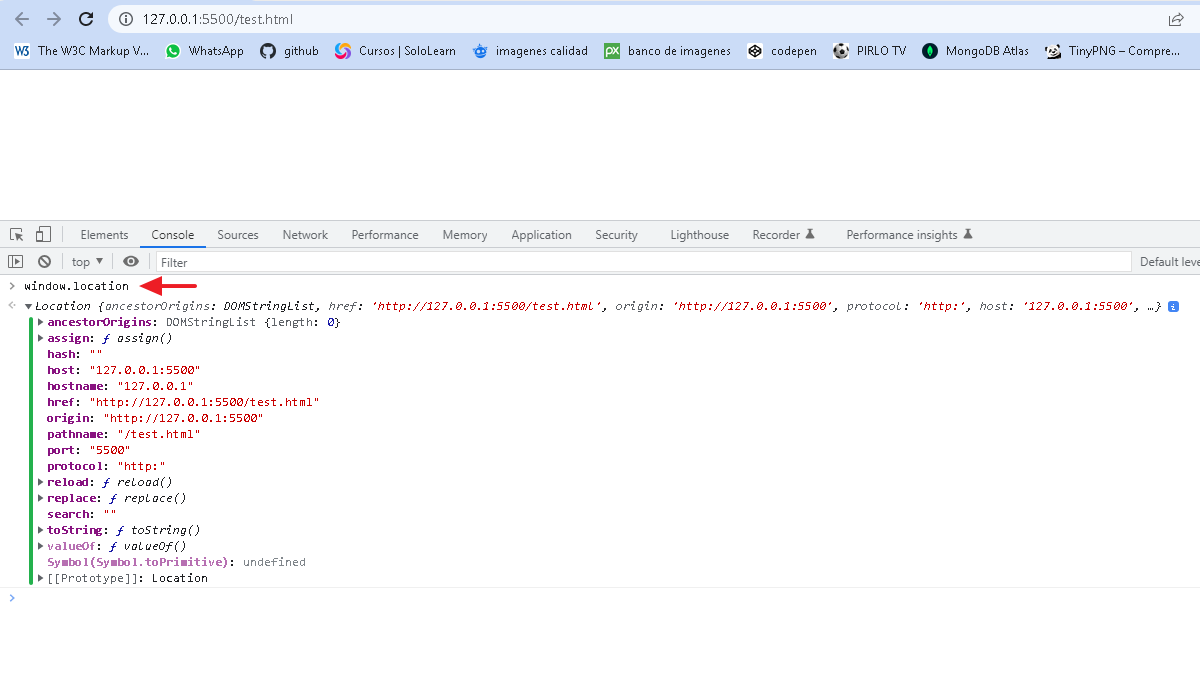 127.0.0.1:5500/test.html
The W3C Markup V... WhatsApp github Cursos | SoloLearn imagenes calidad banco de imagenes codepen PIRLO TV MongoDB Atlas TinyPNG – Compre...
Elements Console Sources Network Performance Memory Application Security Lighthouse Recorder Performance insights
top ▼ Filter Default leve
> window.location
Location {ancestorOrigins: DOMStringList, href: 'http://127.0.0.1:5500/test.html', origin: 'http://127.0.0.1:5500', protocol: 'http:', host: '127.0.0.1:5500', …}
ancestorOrigins: DOMStringList {length: 0}
assign: ƒ assign()
hash: ""
host: "127.0.0.1:5500"
hostname: "127.0.0.1"
href: "http://127.0.0.1:5500/test.html"
origin: "http://127.0.0.1:5500"
pathname: "/test.html"
port: "5500"
protocol: "http:"
reload: ƒ reload()
replace: ƒ replace()
search: ""
toString: ƒ toString()
valueOf: ƒ valueOf()
Symbol(Symbol.toPrimitive): undefined
[[Prototype]]: Location
>